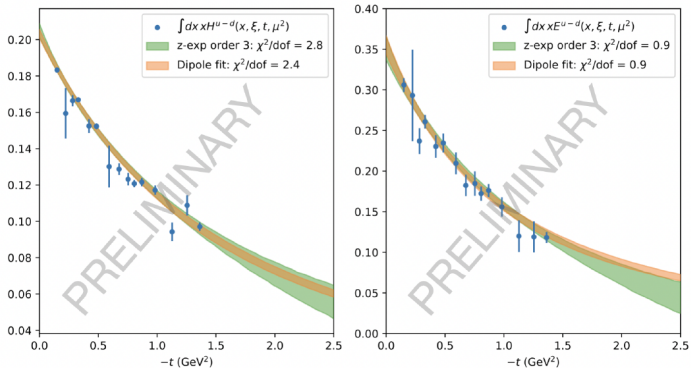 ∫dx xH^{u−d}(x, ξ, t, μ²)
z-exp order 3: χ²/dof = 2.8
Dipole fit: χ²/dof = 2.4
0.20
0.18
0.16
0.14
0.12
0.10
0.08
0.06
0.04
0.0 0.5 1.0 1.5 2.0 2.5
−t (GeV²)
PRELIMINARY
∫dx xE^{u−d}(x, ξ, t, μ²)
z-exp order 3: χ²/dof = 0.9
Dipole fit: χ²/dof = 0.9
0.40
0.35
0.30
0.25
0.20
0.15
0.10
0.05
0.00
0.0 0.5 1.0 1.5 2.0 2.5
−t (GeV²)
PRELIMINARY